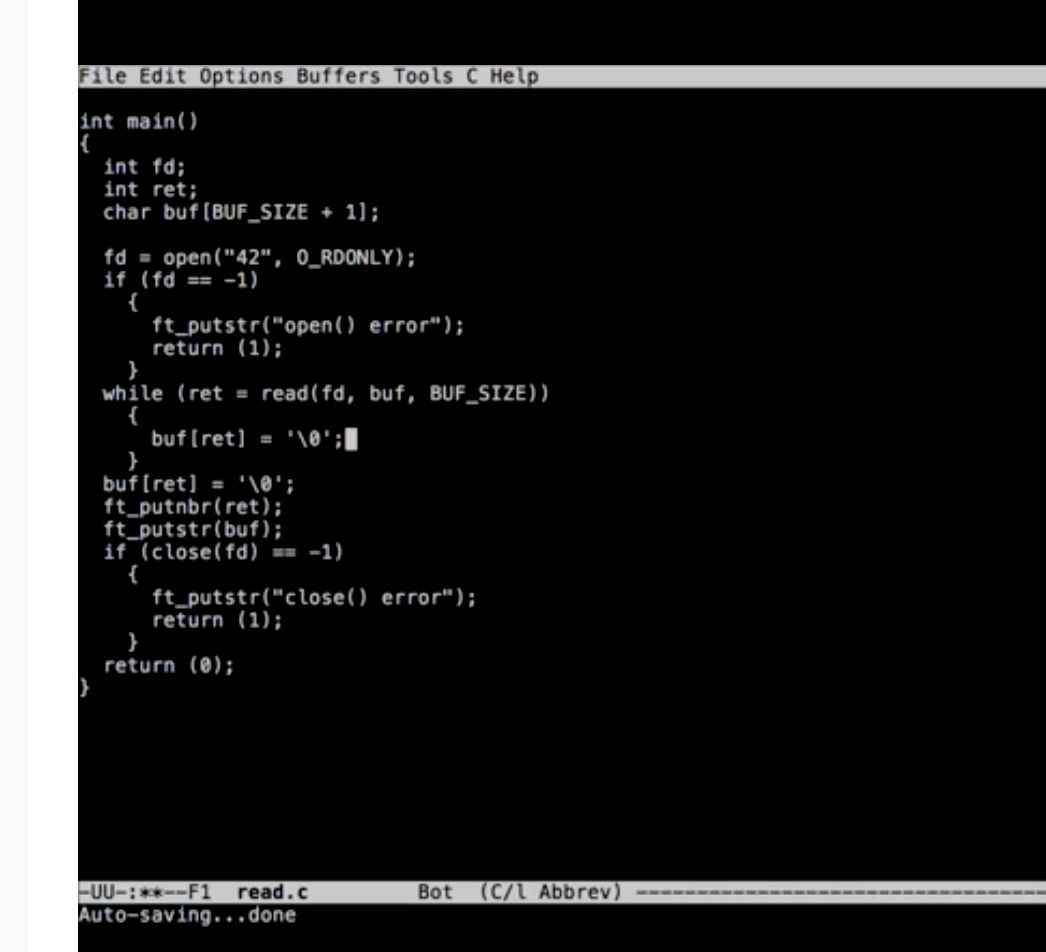 File Edit Options Buffers Tools C Help
int main()
{
  int fd;
  int ret;
  char buf[BUF_SIZE + 1];

  fd = open("42", O_RDONLY);
  if (fd == -1)
    {
      ft_putstr("open() error");
      return (1);
    }
  while (ret = read(fd, buf, BUF_SIZE))
    {
      buf[ret] = '\0';
    }
  buf[ret] = '\0';
  ft_putnbr(ret);
  ft_putstr(buf);
  if (close(fd) == -1)
    {
      ft_putstr("close() error");
      return (1);
    }
  return (0);
}
-UU-:**--F1  read.c         Bot  (C/l Abbrev) ----------------------------------
Auto-saving...done